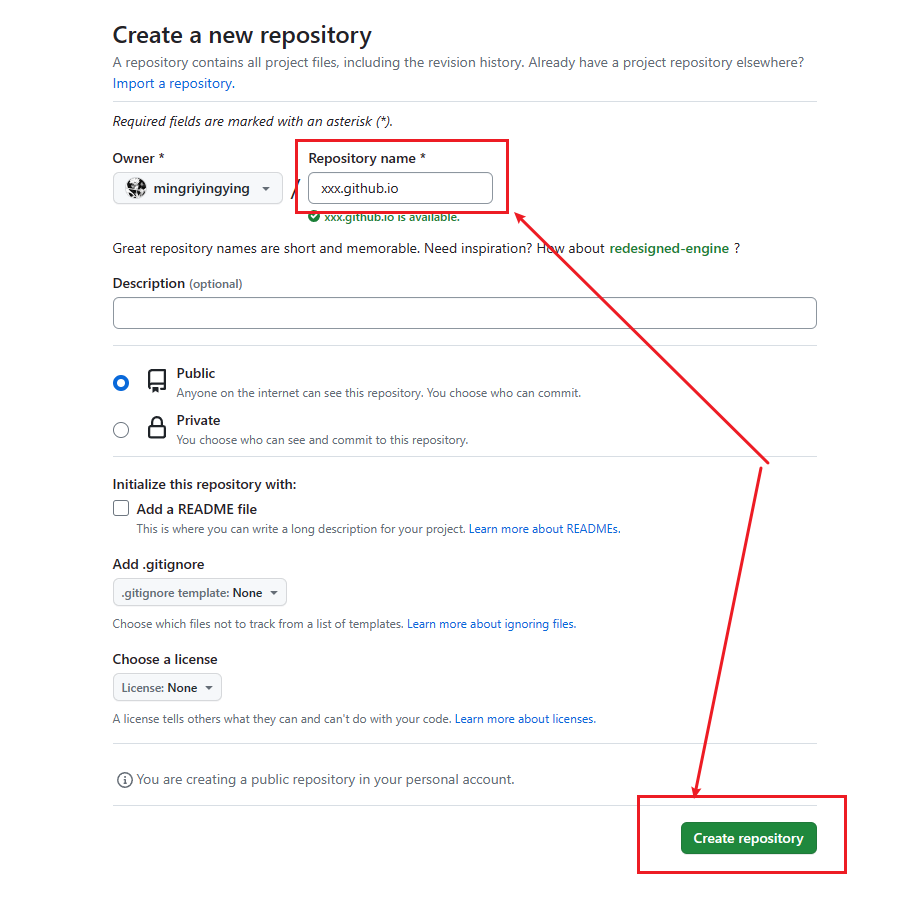 Create a new repository
A repository contains all project files, including the revision history. Already have a project repository elsewhere?
Import a repository.
Required fields are marked with an asterisk (*).
Owner *
Repository name *
mingriyingying
/
xxx.github.io
xxx.github.io is available.
Great repository names are short and memorable. Need inspiration? How about redesigned-engine ?
Description (optional)
Public
Anyone on the internet can see this repository. You choose who can commit.
Private
You choose who can see and commit to this repository.
Initialize this repository with:
Add a README file
This is where you can write a long description for your project. Learn more about READMEs.
Add .gitignore
.gitignore template: None
Choose which files not to track from a list of templates. Learn more about ignoring files.
Choose a license
License: None
A license tells others what they can and can't do with your code. Learn more about licenses.
You are creating a public repository in your personal account.
Create repository